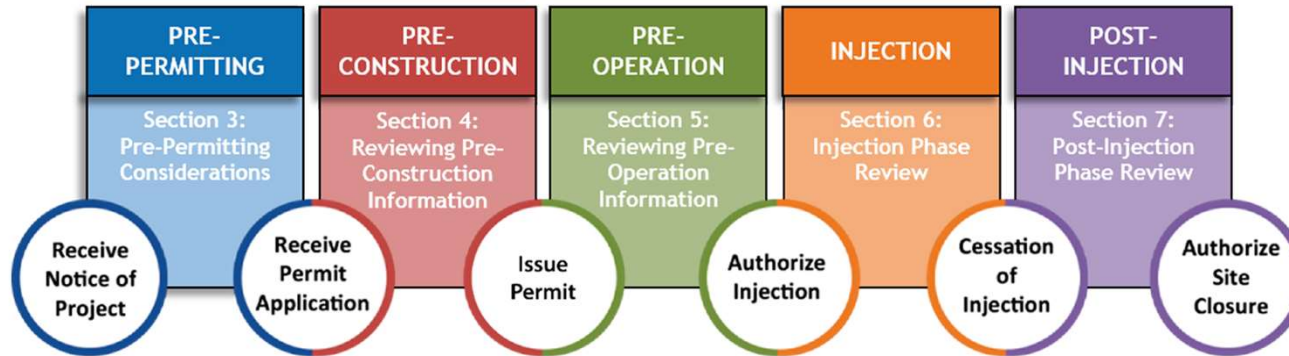 PRE-
PERMITTING
PRE-
CONSTRUCTION
PRE-
OPERATION
INJECTION
POST-
INJECTION
Section 3:
Pre-Permitting
Considerations
Section 4:
Reviewing Pre-
Construction
Information
Section 5:
Reviewing Pre-
Operation
Information
Section 6:
Injection Phase
Review
Section 7:
Post-Injection
Phase Review
Receive
Notice of
Project
Receive
Permit
Application
Issue
Permit
Authorize
Injection
Cessation
of
Injection
Authorize
Site
Closure